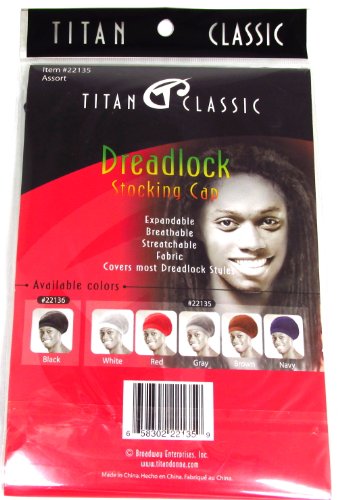 TITAN CLASSIC
Item #22135
Assort
TITAN CLASSIC
Dreadlock
Stocking Cap
Expandable
Breathable
Streatchable
Fabric
Covers most Dreadlock Styles
Available colors
#22136 #22135
Black White Red Gray Brown Navy
6 58302 22135 9
© Broadway Enterprises, Inc.
www.titandonna.com
Made in China. Hecho en China. Fabriqué au China.